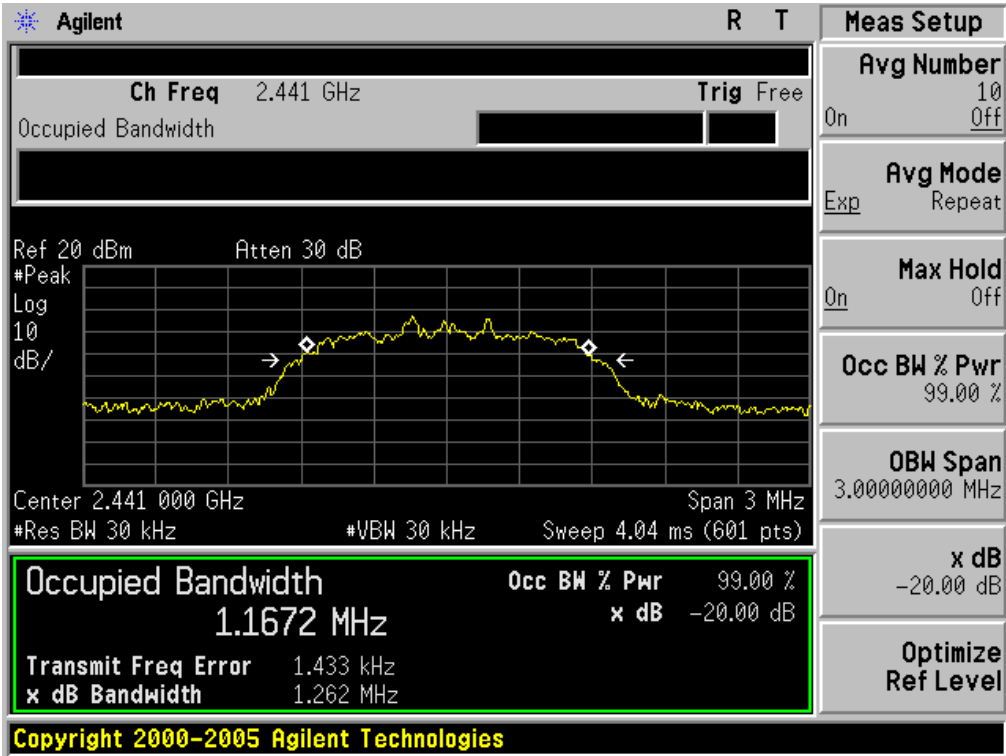 Agilent R T
Ch Freq 2.441 GHz Trig Free
Occupied Bandwidth
Ref 20 dBm Atten 30 dB
#Peak
Log
10
dB/
Center 2.441 000 GHz Span 3 MHz
#Res BW 30 kHz #VBW 30 kHz Sweep 4.04 ms (601 pts)
Occupied Bandwidth
1.1672 MHz
Occ BW % Pwr 99.00 %
x dB -20.00 dB
Transmit Freq Error 1.433 kHz
x dB Bandwidth 1.262 MHz
Copyright 2000-2005 Agilent Technologies
Meas Setup
Avg Number
10
On Off
Avg Mode
Exp Repeat
Max Hold
On Off
Occ BW % Pwr
99.00 %
OBW Span
3.00000000 MHz
x dB
-20.00 dB
Optimize
Ref Level